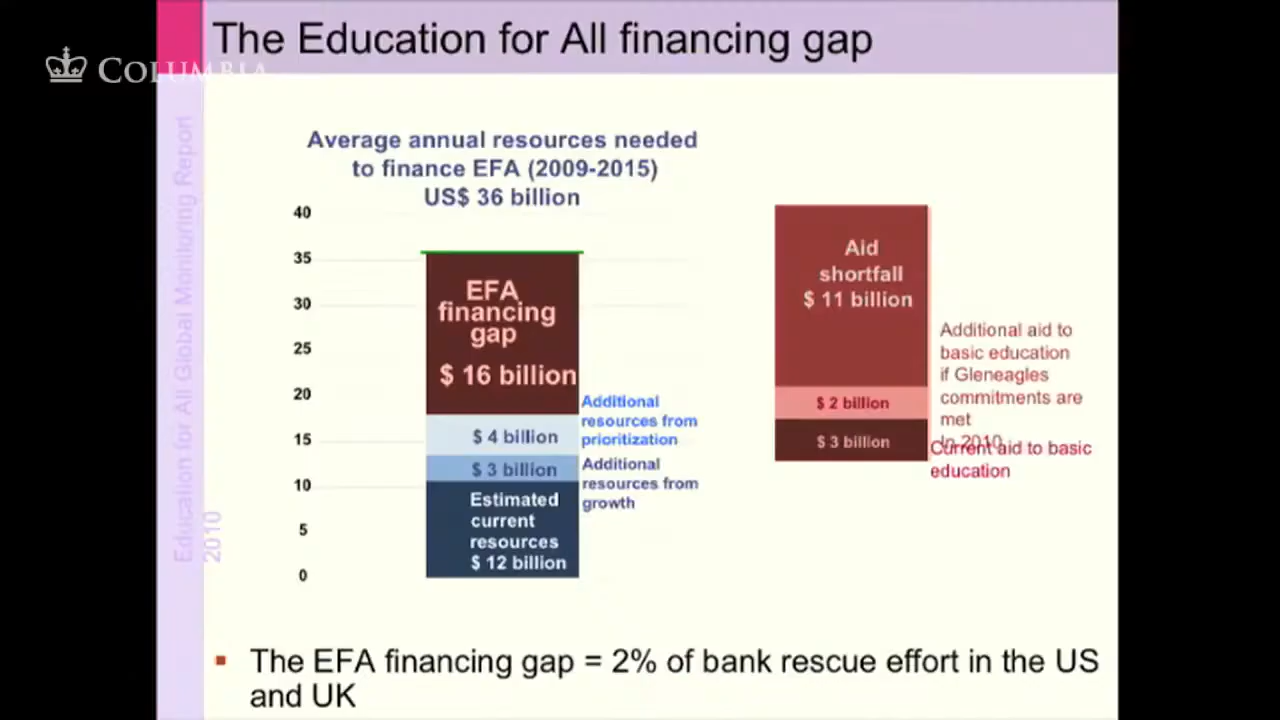 The Education for All financing gap
COLUMBIA
Education for All Global Monitoring Report
2010
Average annual resources needed
to finance EFA (2009-2015)
US$ 36 billion
40
35
30
25
20
15
10
5
0
EFA
financing
gap
$ 16 billion
$ 4 billion
$ 3 billion
Estimated
current
resources
$ 12 billion
Additional
resources from
prioritization
Additional
resources from
growth
Aid
shortfall
$ 11 billion
$ 2 billion
$ 3 billion
Additional aid to
basic education
if Gleneagles
commitments are
met
In 2010
Current aid to basic
education
▪ The EFA financing gap = 2% of bank rescue effort in the US
and UK